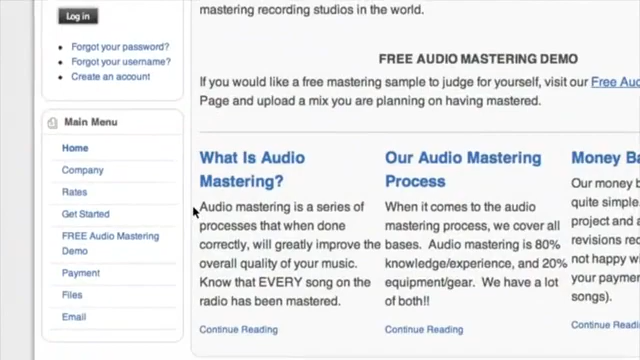 Log in
Forgot your password?
Forgot your username?
Create an account
Main Menu
Home
Company
Rates
Get Started
FREE Audio Mastering
Demo
Payment
Files
Email
mastering recording studios in the world.
FREE AUDIO MASTERING DEMO
If you would like a free mastering sample to judge for yourself, visit our Free Aud
Page and upload a mix you are planning on having mastered.
What Is Audio
Mastering?
Audio mastering is a series of
processes that when done
correctly, will greatly improve the
overall quality of your music.
Know that EVERY song on the
radio has been mastered.
Continue Reading
Our Audio Mastering
Process
When it comes to the audio
mastering process, we cover all
bases. Audio mastering is 80%
knowledge/experience, and 20%
equipment/gear. We have a lot
of both!!
Continue Reading
Money Ba
Our money b
quite simple.
project and a
revisions req
not happy wi
your paymen
songs).
Continue Reading